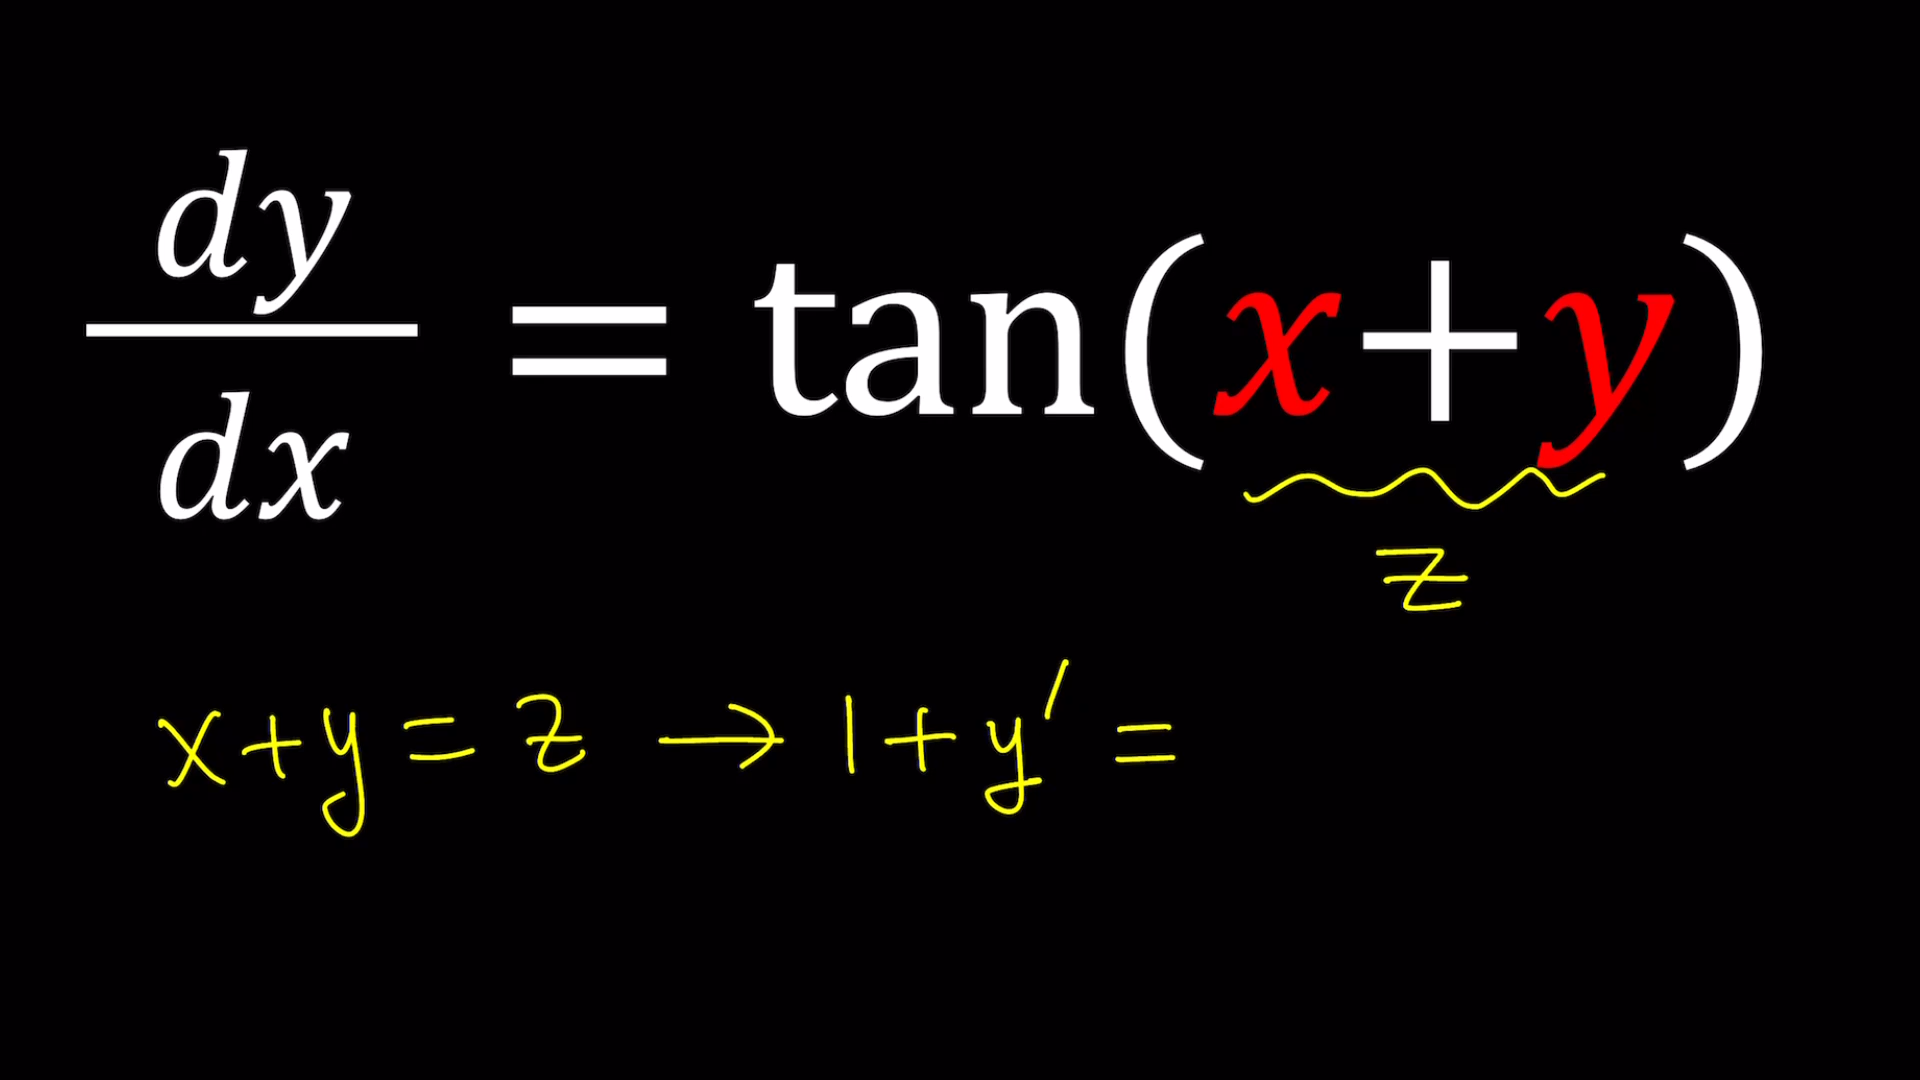 dy/dx = tan(x+y)
z
x+y = z → 1+y′ =